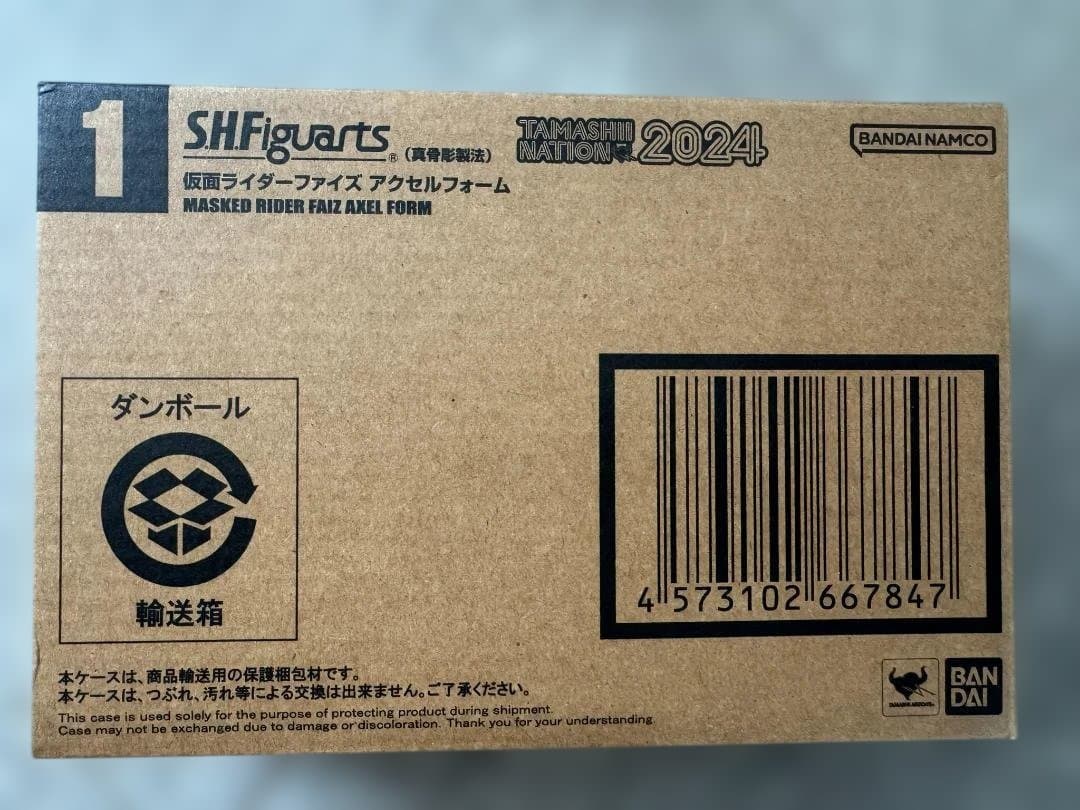 1
S.H.Figuarts® (真骨彫製法)
TAMASHII NATION 2024
BANDAI NAMCO
仮面ライダーファイズ アクセルフォーム
MASKED RIDER FAIZ AXEL FORM
ダンボール
輸送箱
4 573102 667847
本ケースは、商品輸送用の保護梱包材です。
本ケースは、つぶれ、汚れ等による交換は出来ません。ご了承ください。
This case is used solely for the purpose of protecting product during shipment.
Case may not be exchanged due to damage or discoloration. Thank you for your understanding.
BAN
DAI